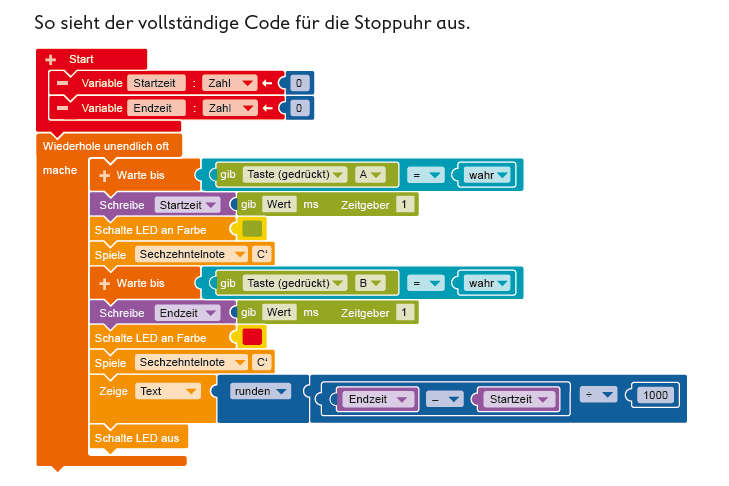 So sieht der vollständige Code für die Stoppuhr aus.
+ Start
– Variable Startzeit : Zahl ← 0
– Variable Endzeit : Zahl ← 0
Wiederhole unendlich oft
mache
+ Warte bis gib Taste (gedrückt) A = wahr
Schreibe Startzeit gib Wert ms Zeitgeber 1
Schalte LED an Farbe
Spiele Sechzehntelnote C'
+ Warte bis gib Taste (gedrückt) B = wahr
Schreibe Endzeit gib Wert ms Zeitgeber 1
Schalte LED an Farbe
Spiele Sechzehntelnote C'
Zeige Text runden Endzeit – Startzeit ÷ 1000
Schalte LED aus